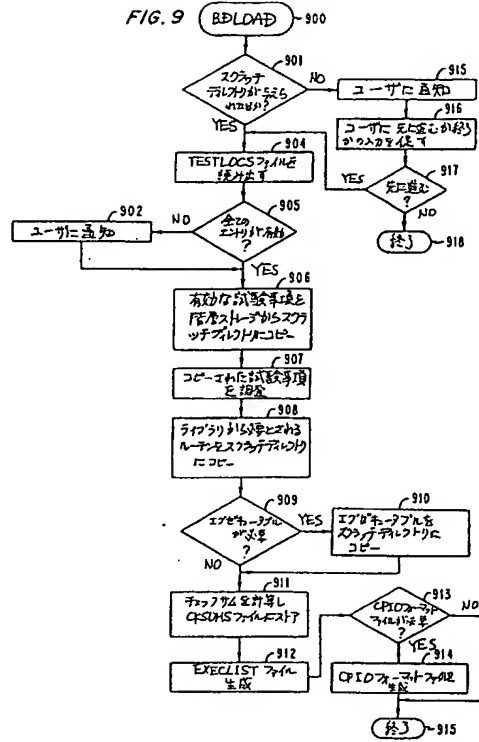 FIG. 9
BDLOAD
900
901
スクラッチ
ディレクトリが与えら
れたか?
NO
YES
915
ユーザに通知
916
ユーザに先に進むか終了
かの入力を促す
917
先に進む
?
YES
NO
終了
918
904
TESTLOCSファイルを
読み出す
905
全ての
エントリが有効
?
NO
YES
902
ユーザに通知
906
有効な試験事項を
階層ストレージからスクラ
ッチディレクトリにコピー
907
コピーされた試験事項
を調査
908
ライブラリから必要とされる
ルーチンをスクラッチディレクトリ
にコピー
909
エグゼキュータブル
が必要
?
YES
NO
910
エグゼキュータブルを
スクラッチディレクトリに
コピー
911
チェックサムを計算し
CKSUMSファイルにストア
912
EXECLIST ファイル
生成
913
CPIOフォーマット
ファイルが必要
?
NO
YES
914
CPIOフォーマットファイルを
生成
終了
915